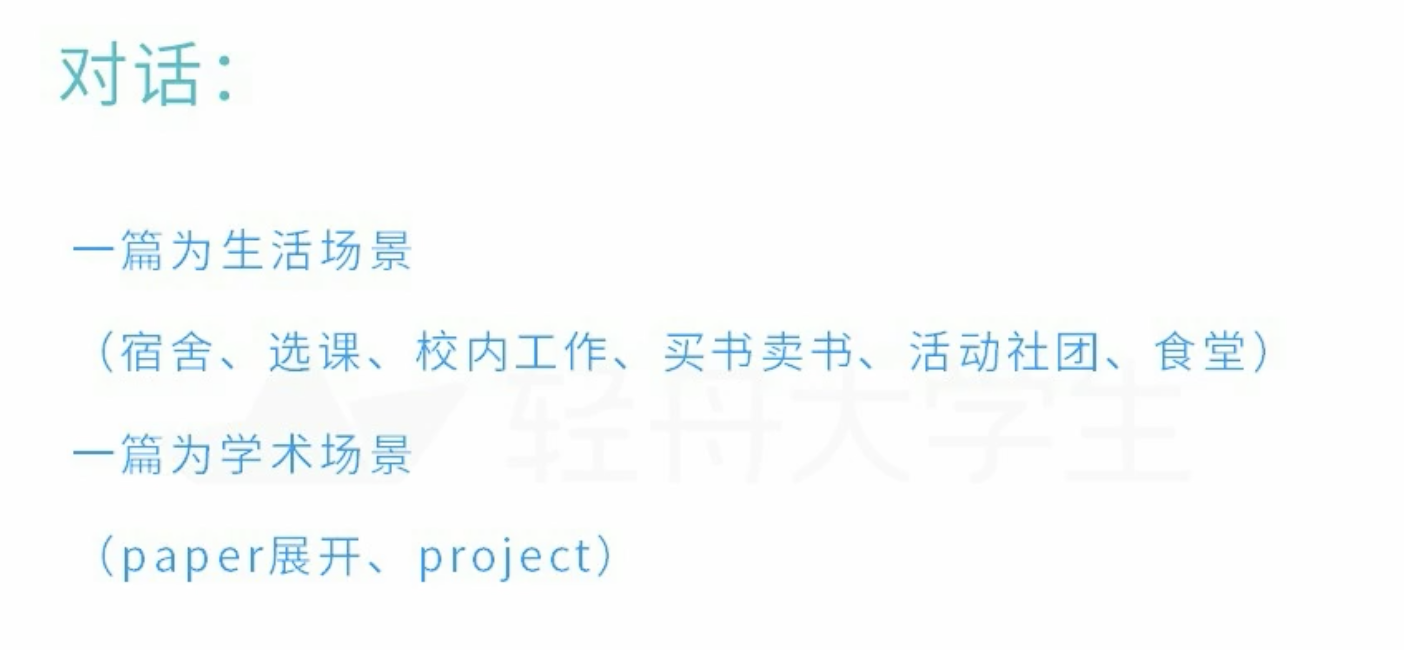 对话：
一篇为生活场景
（宿舍、选课、校内工作、买书卖书、活动社团、食堂）
轻舟大学生
一篇为学术场景
（paper展开、project）